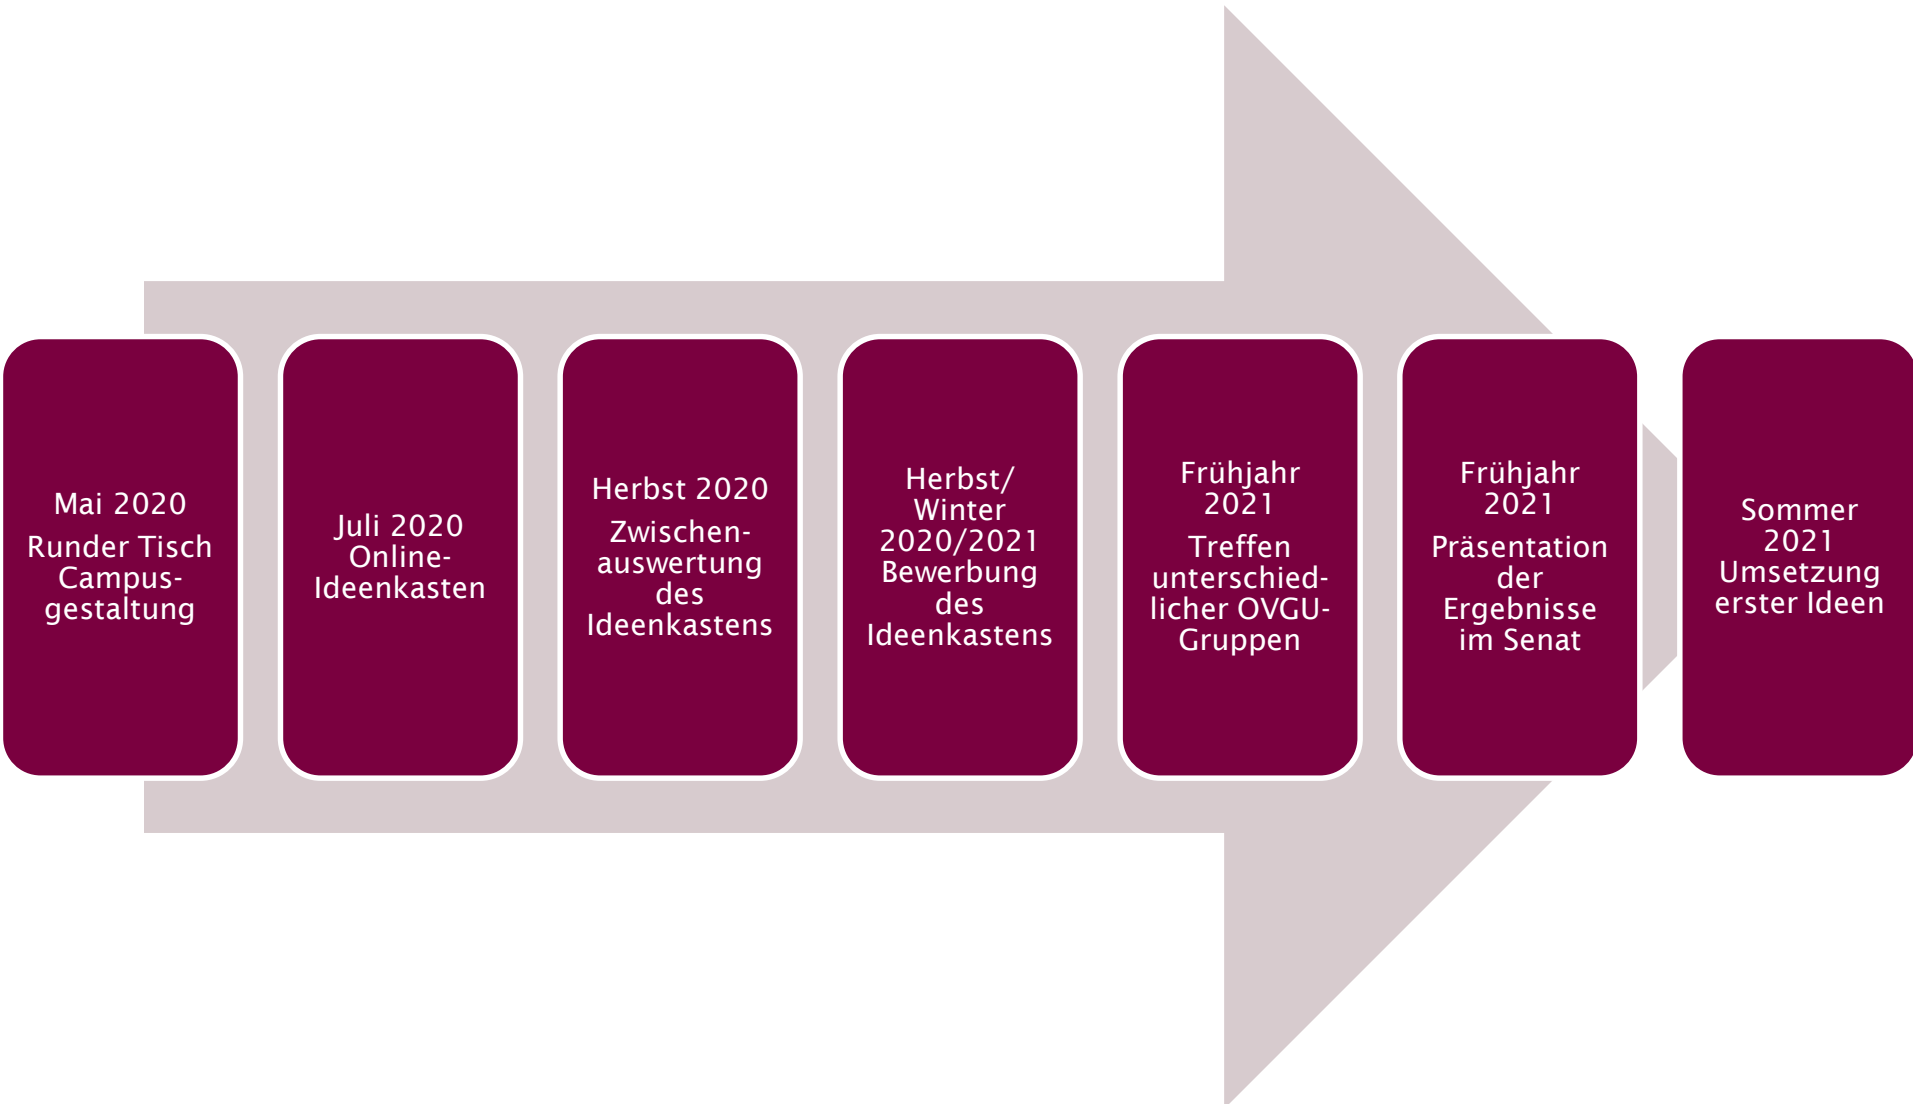 Mai 2020
Runder Tisch
Campus-
gestaltung
Juli 2020
Online-
Ideenkasten
Herbst 2020
Zwischen-
auswertung
des
Ideenkastens
Herbst/
Winter
2020/2021
Bewerbung
des
Ideenkastens
Frühjahr
2021
Treffen
unterschied-
licher OVGU-
Gruppen
Frühjahr
2021
Präsentation
der
Ergebnisse
im Senat
Sommer
2021
Umsetzung
erster Ideen